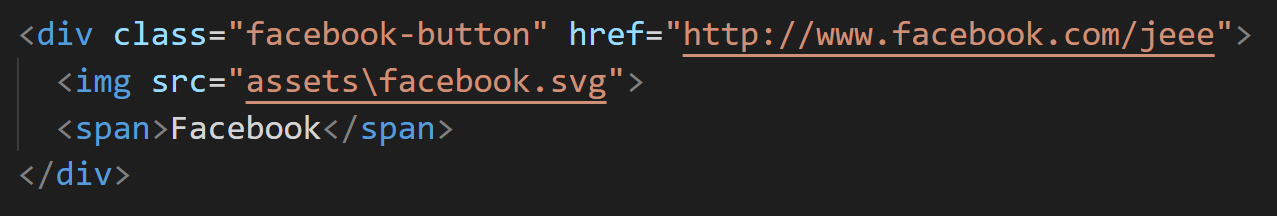 <div class="facebook-button" href="http://www.facebook.com/jeee">
<img src="assets\facebook.svg">
<span>Facebook</span>
</div>